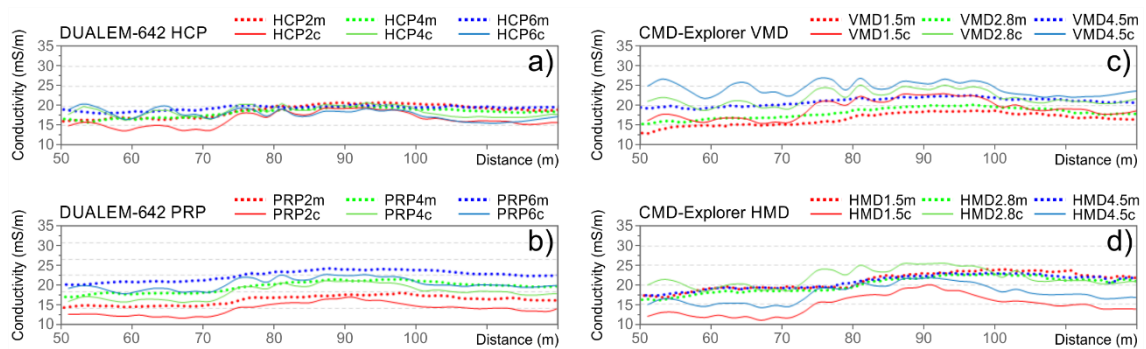 DUALEM-642 HCP
HCP2m HCP4m HCP6m
HCP2c HCP4c HCP6c
a)
Conductivity (mS/m)
35
30
25
20
15
10
50 60 70 80 90 100 Distance (m)
DUALEM-642 PRP
PRP2m PRP4m PRP6m
PRP2c PRP4c PRP6c
b)
Conductivity (mS/m)
35
30
25
20
15
10
50 60 70 80 90 100 Distance (m)
CMD-Explorer VMD
VMD1.5m VMD2.8m VMD4.5m
VMD1.5c VMD2.8c VMD4.5c
c)
Conductivity (mS/m)
35
30
25
20
15
10
50 60 70 80 90 100 Distance (m)
CMD-Explorer HMD
HMD1.5m HMD2.8m HMD4.5m
HMD1.5c HMD2.8c HMD4.5c
d)
Conductivity (mS/m)
35
30
25
20
15
10
50 60 70 80 90 100 Distance (m)